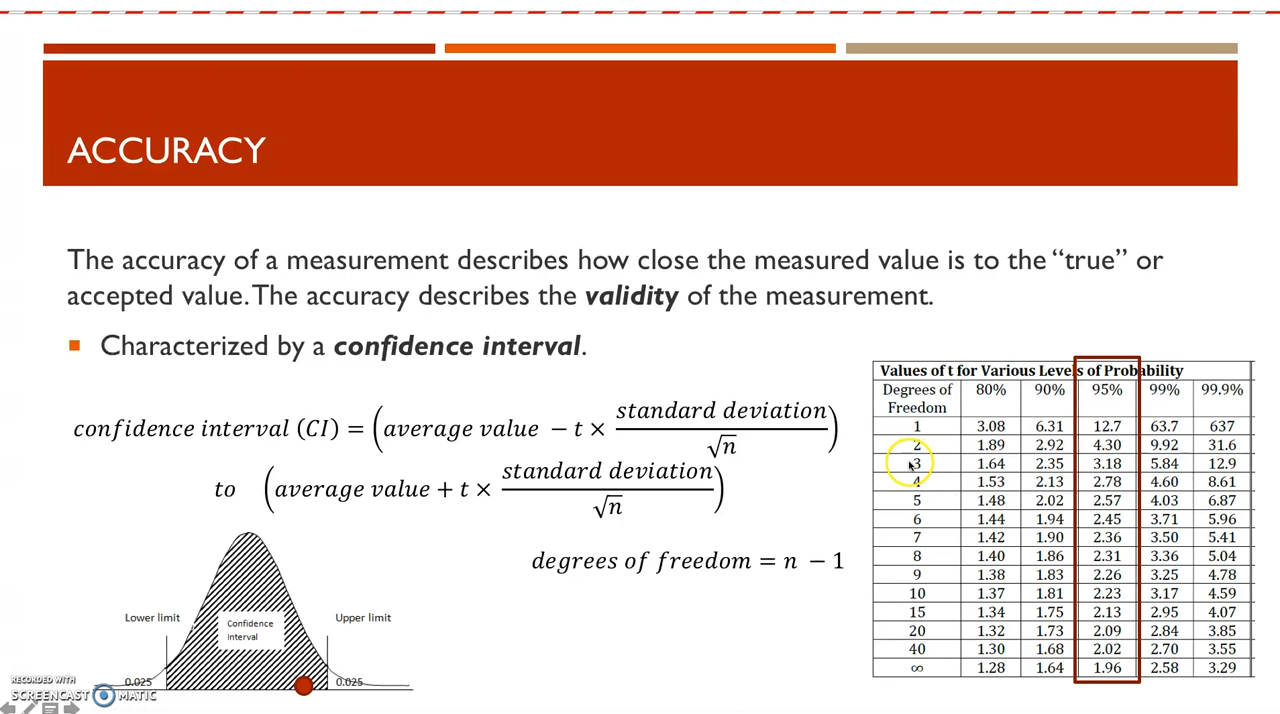 ACCURACY
The accuracy of a measurement describes how close the measured value is to the “true” or
accepted value. The accuracy describes the validity of the measurement.
Characterized by a confidence interval.
confidence interval (CI) = (average value − t × standard deviation / √n)
to (average value + t × standard deviation / √n)
degrees of freedom = n − 1
Lower limit
Confidence
Interval
Upper limit
0.025
0.025
Values of t for Various Levels of Probability
Degrees of Freedom 80% 90% 95% 99% 99.9%
1 3.08 6.31 12.7 63.7 637
2 1.89 2.92 4.30 9.92 31.6
3 1.64 2.35 3.18 5.84 12.9
4 1.53 2.13 2.78 4.60 8.61
5 1.48 2.02 2.57 4.03 6.87
6 1.44 1.94 2.45 3.71 5.96
7 1.42 1.90 2.36 3.50 5.41
8 1.40 1.86 2.31 3.36 5.04
9 1.38 1.83 2.26 3.25 4.78
10 1.37 1.81 2.23 3.17 4.59
15 1.34 1.75 2.13 2.95 4.07
20 1.32 1.73 2.09 2.84 3.85
40 1.30 1.68 2.02 2.70 3.55
∞ 1.28 1.64 1.96 2.58 3.29
RECORDED WITH
SCREENCAST MATIC